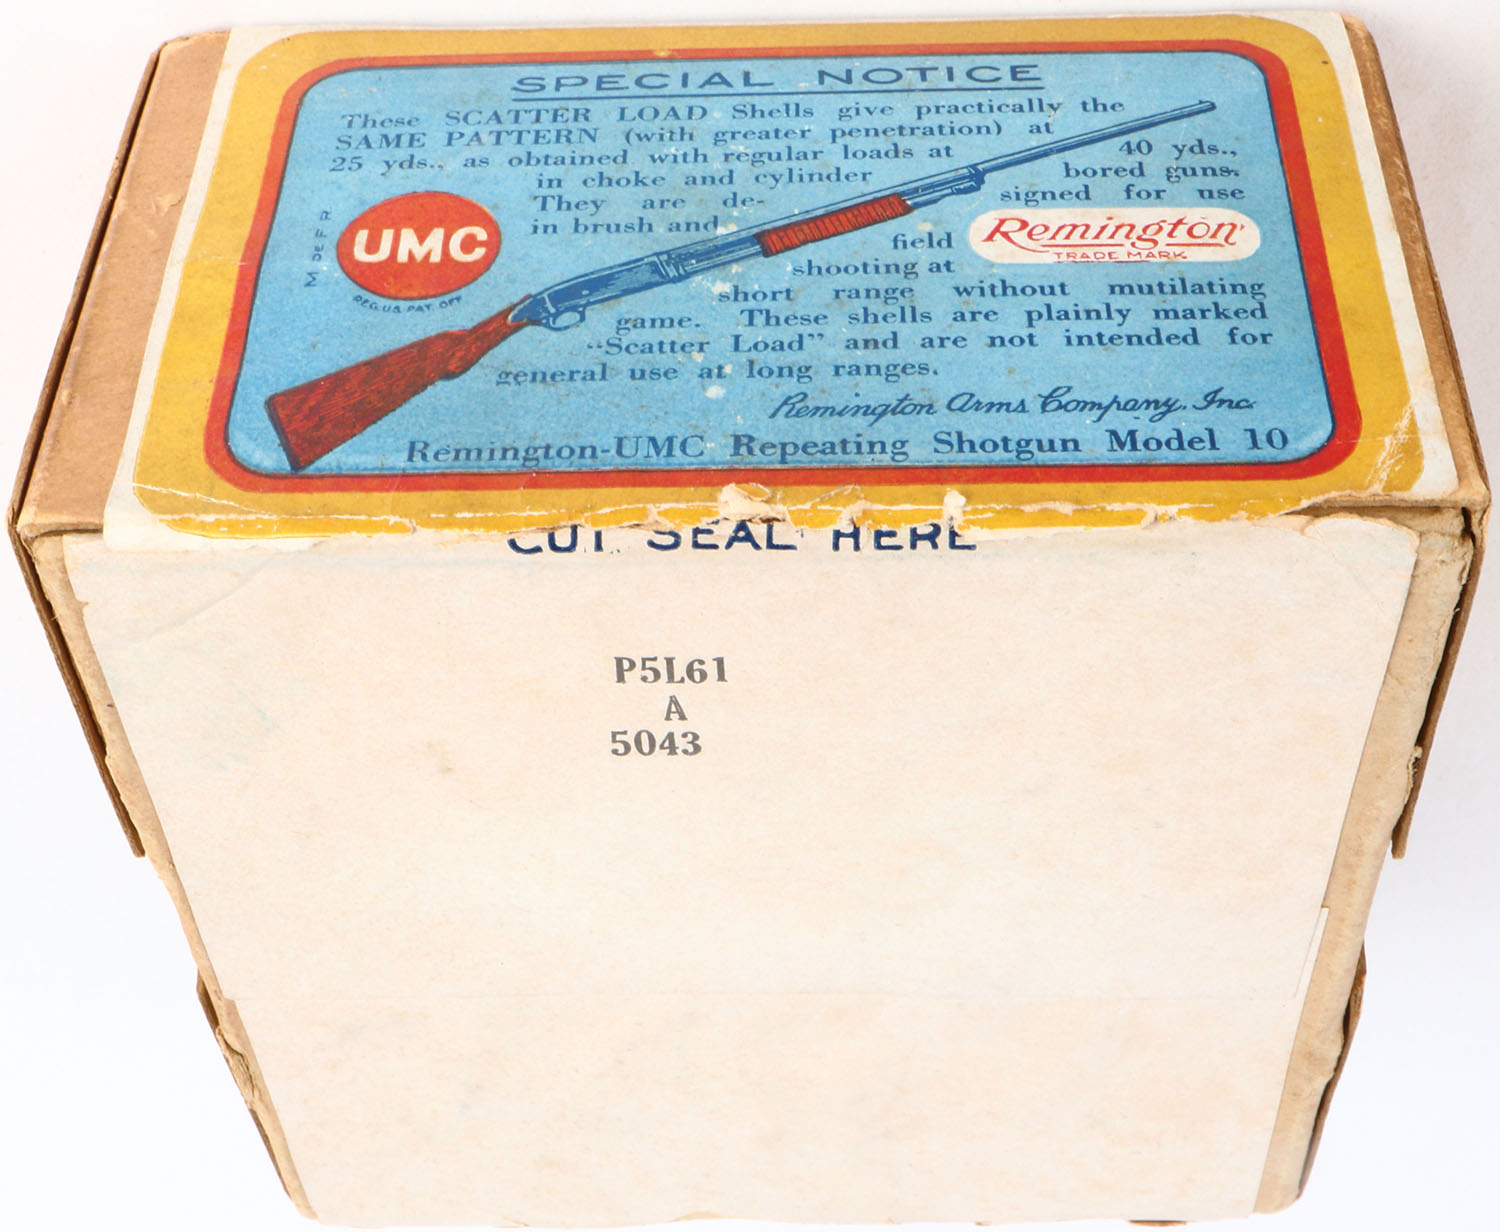 SPECIAL NOTICE
These SCATTER LOAD Shells give practically the
SAME PATTERN (with greater penetration) at
25 yds., as obtained with regular loads at 40 yds.,
in choke and cylinder bored guns.
They are de- signed for use
in brush and field
shooting at
short range without mutilating
game. These shells are plainly marked
"Scatter Load" and are not intended for
general use at long ranges.
Remington Arms Company, Inc.
Remington-UMC Repeating Shotgun Model 10
M DE F R
UMC
REG. U.S. PAT. OFF.
Remington
TRADE MARK
CUT SEAL HERE
P5L61
A
5043